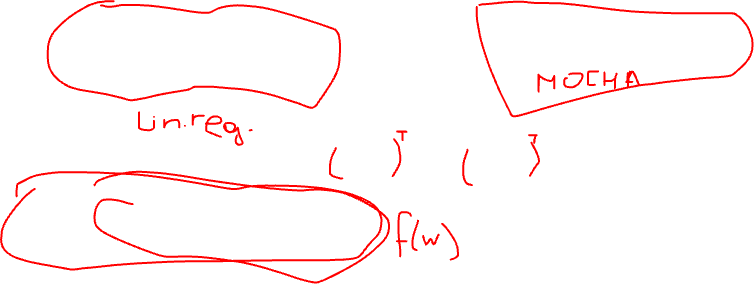 MOCHA
Lin.reg.
( )ᵀ ( )ᵀ
f(w)